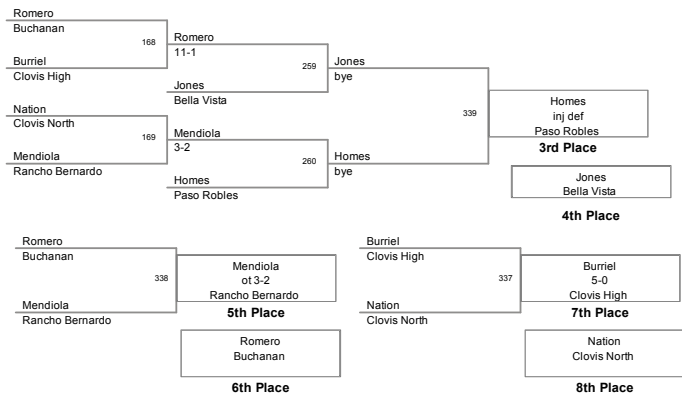 Romero
Buchanan
168
Burriel
Clovis High
Romero
11-1
259
Jones
Bella Vista
Jones
bye
Nation
Clovis North
169
Mendiola
Rancho Bernardo
Mendiola
3-2
260
Homes
Paso Robles
Homes
bye
339
Homes
inj def
Paso Robles
3rd Place
Jones
Bella Vista
4th Place
Romero
Buchanan
338
Mendiola
Rancho Bernardo
Mendiola
ot 3-2
Rancho Bernardo
5th Place
Romero
Buchanan
6th Place
Burriel
Clovis High
337
Nation
Clovis North
Burriel
5-0
Clovis High
7th Place
Nation
Clovis North
8th Place